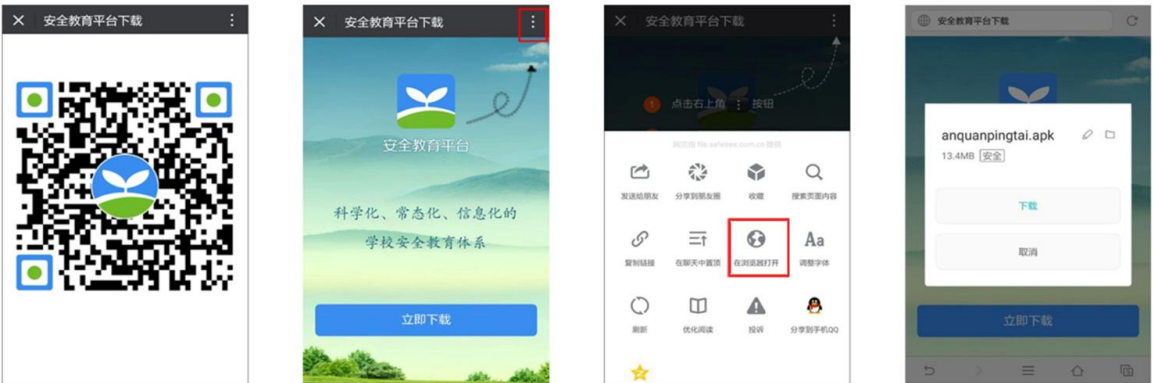 安全教育平台下载
安全教育平台下载
安全教育平台
科学化、常态化、信息化的
学校安全教育体系
立即下载
安全教育平台下载
1 点击右上角 按钮
发送给朋友
分享到朋友圈
收藏
搜索页面内容
复制链接
在聊天中置顶
在浏览器打开
Aa
调整字体
刷新
优化阅读
投诉
分享到手机QQ
安全教育平台下载
anquanpingtai.apk
13.4MB 安全
下载
取消
立即下载